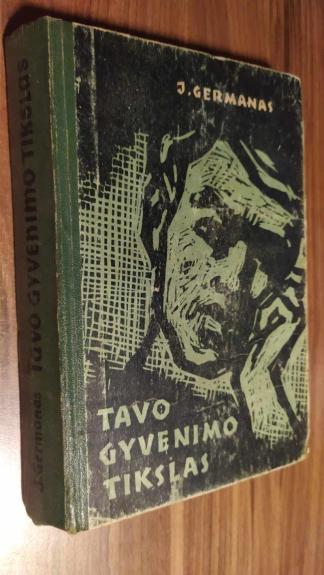 J. GERMANAS
TAVO
GYVENIMO
TIKSLAS
J. Germanas Tavo GYVENIMO TIKSLAS